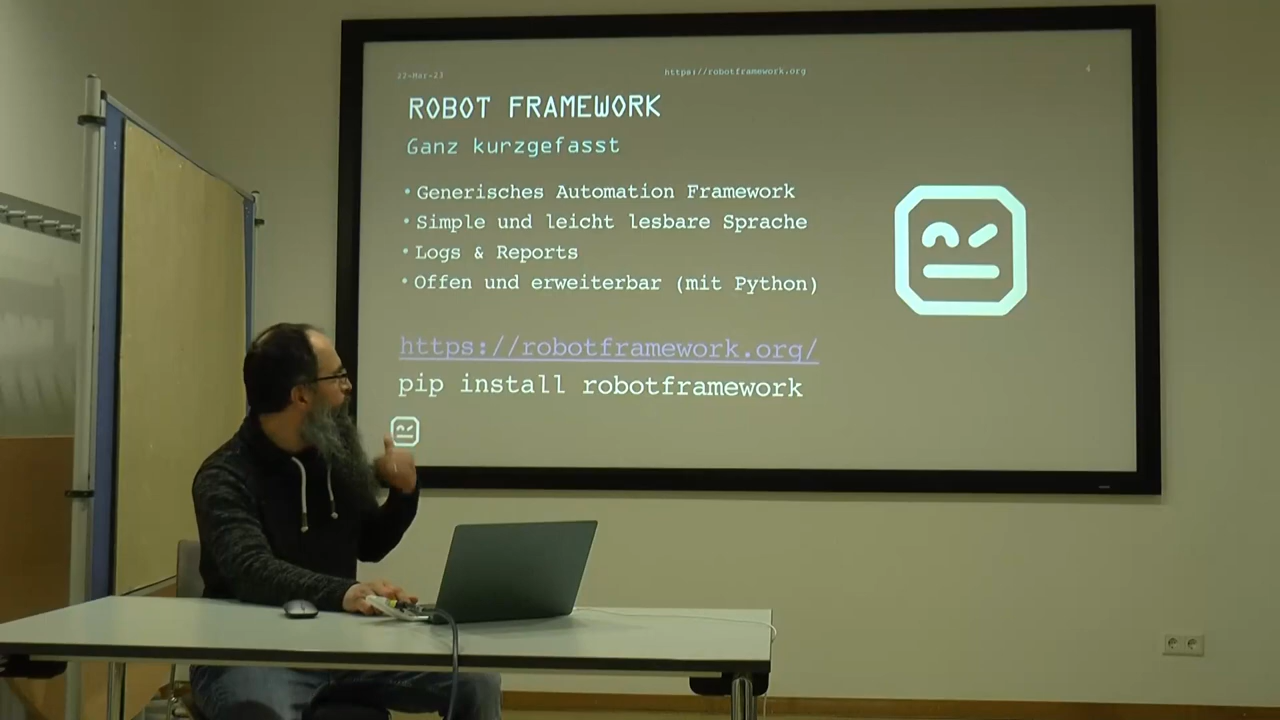 22-Mar-23
https://robotframework.org
4
ROBOT FRAMEWORK
Ganz kurzgefasst
• Generisches Automation Framework
• Simple und leicht lesbare Sprache
• Logs & Reports
• Offen und erweiterbar (mit Python)
https://robotframework.org/
pip install robotframework